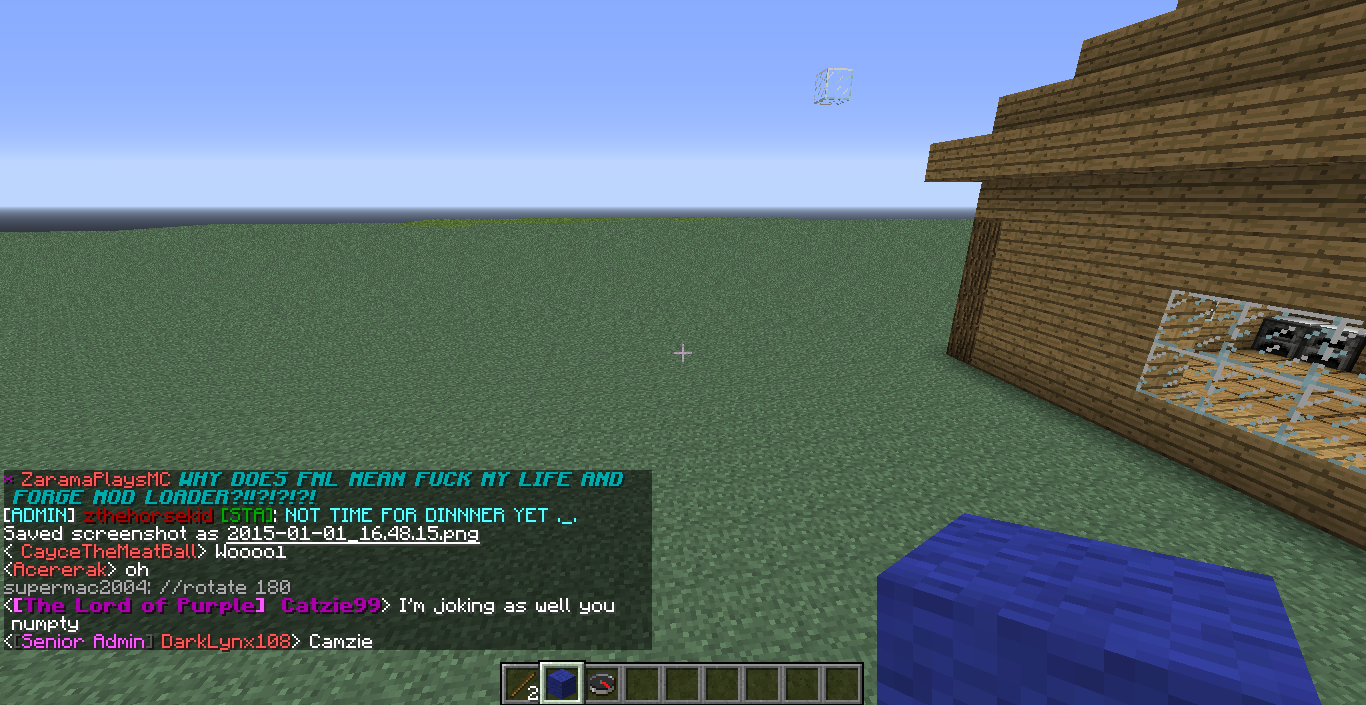 * ZaramaPlaysMC WHY DOES FML MEAN FUCK MY LIFE AND
FORGE MOD LOADER?!!?!?!?!
[ADMIN] zthehorsekid [STA]: NOT TIME FOR DINNNER YET ._.
Saved screenshot as 2015-01-01_16.48.15.png
< CayceTheMeatBall> Woooo1
<Acererak> oh
supermac2004: //rotate 180
<[The Lord of Purple] Catzie99> I'm joking as well you
numpty
<[Senior Admin] DarkLynx108> Camzie
2